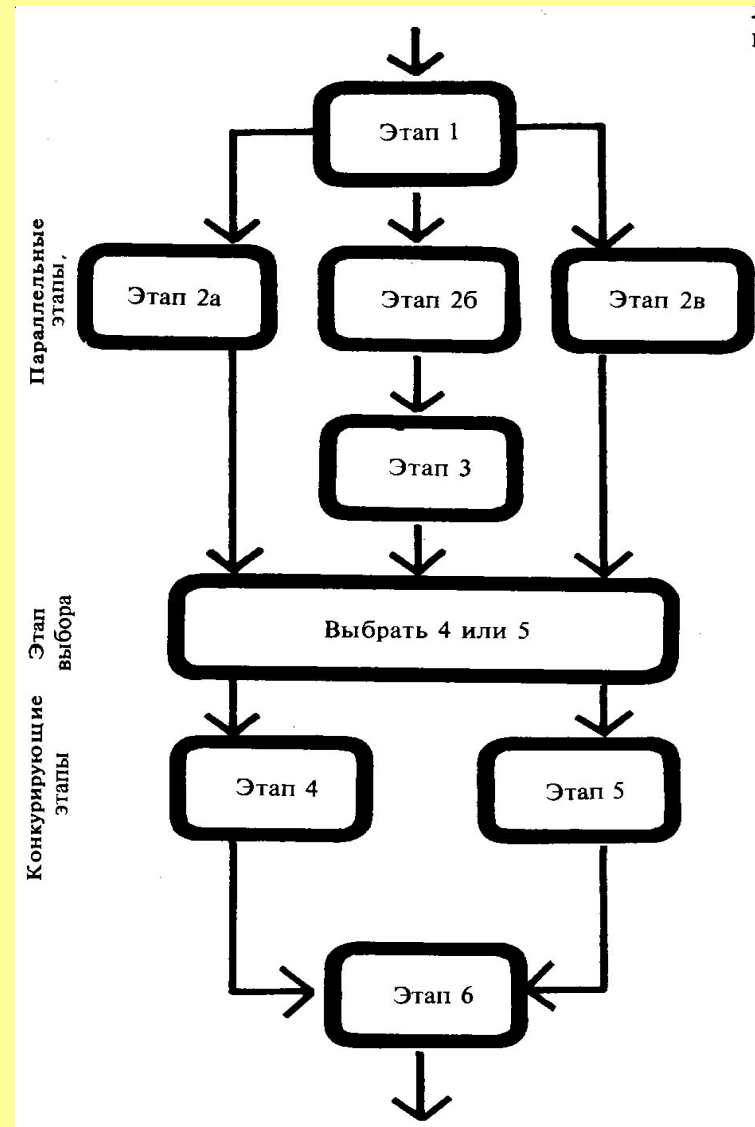 Этап 1
Параллельные
этапы,
Этап 2а
Этап 2б
Этап 2в
Этап 3
Этап
выбора
Выбрать 4 или 5
Конкурирующие
этапы
Этап 4
Этап 5
Этап 6